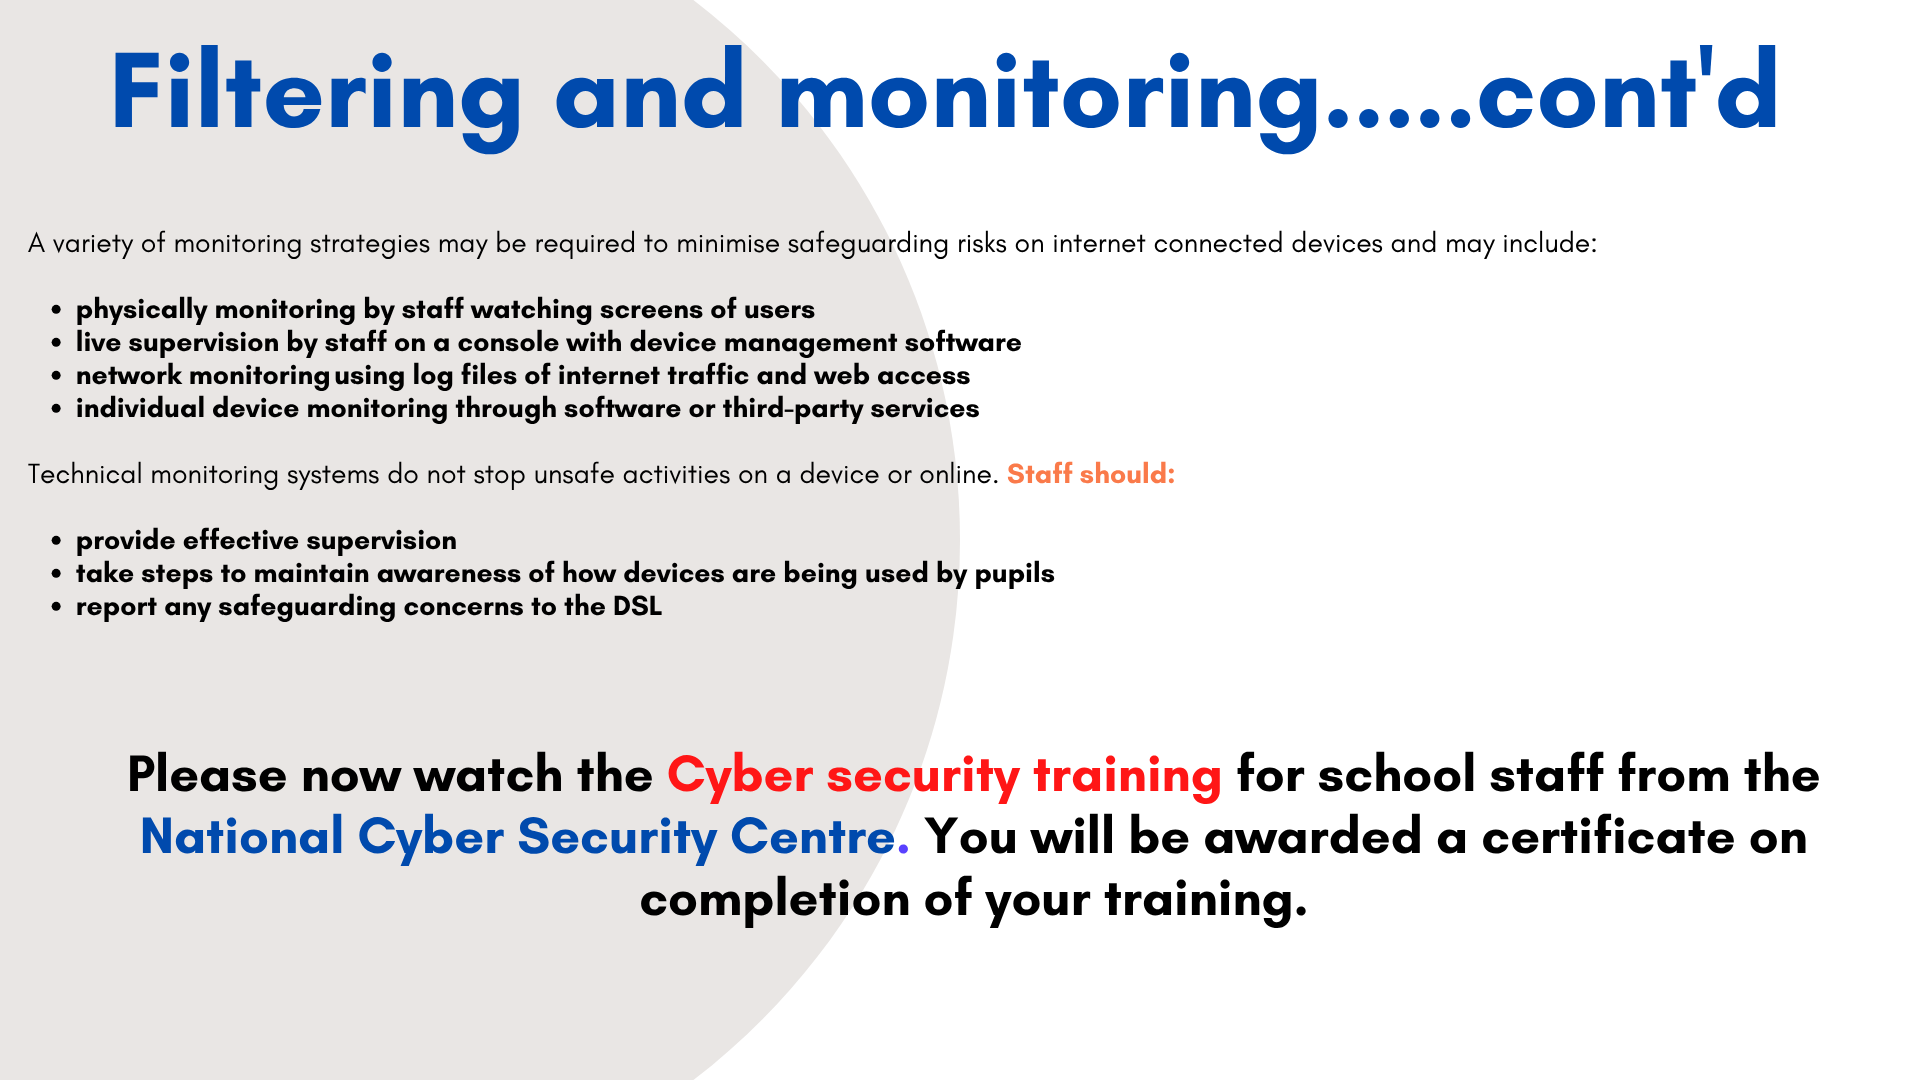 Filtering and monitoring.....cont'd
A variety of monitoring strategies may be required to minimise safeguarding risks on internet connected devices and may include:
• physically monitoring by staff watching screens of users
• live supervision by staff on a console with device management software
• network monitoring using log files of internet traffic and web access
• individual device monitoring through software or third-party services
Technical monitoring systems do not stop unsafe activities on a device or online. Staff should:
• provide effective supervision
• take steps to maintain awareness of how devices are being used by pupils
• report any safeguarding concerns to the DSL
Please now watch the Cyber security training for school staff from the
National Cyber Security Centre. You will be awarded a certificate on
completion of your training.